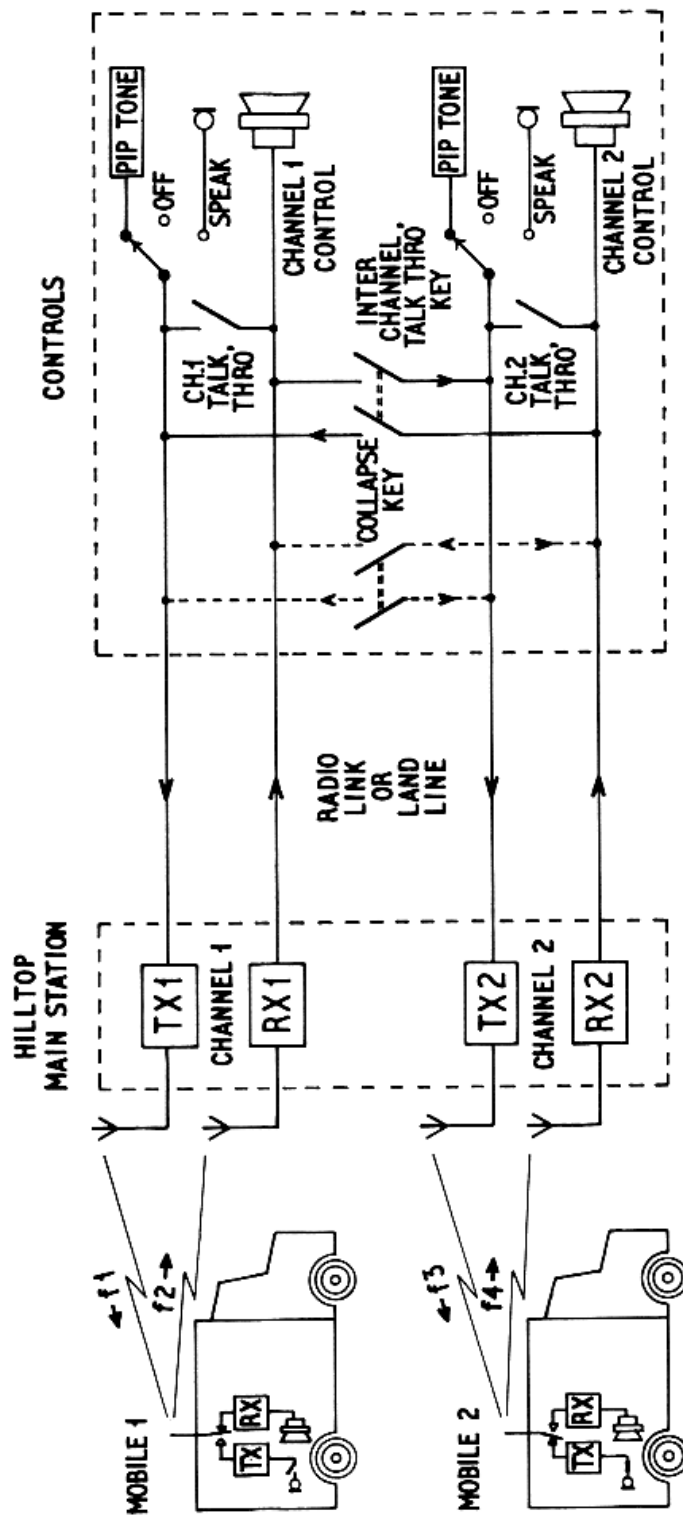 CONTROLS
PIP TONE
OFF
SPEAK
CHANNEL 1
CONTROL
CH.1
TALK,
THRO'
INTER
CHANNEL,
TALK THRO'
KEY
COLLAPSE
KEY
PIP TONE
OFF
SPEAK
CHANNEL 2
CONTROL
CH.2
TALK,
THRO'
RADIO
LINK
OR
LAND
LINE
HILLTOP
MAIN STATION
TX1
CHANNEL 1
RX1
TX2
CHANNEL 2
RX2
f1
f2
MOBILE 1
TX
RX
f3
f4
MOBILE 2
TX
RX